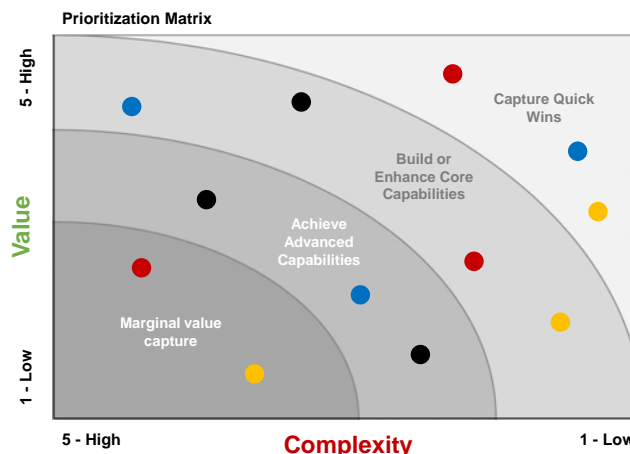 Prioritization Matrix
5 - High
Capture Quick
Wins
Build or
Enhance Core
Capabilities
Value
Achieve
Advanced
Capabilities
Marginal value
capture
1 - Low
5 - High
Complexity
1 - Low